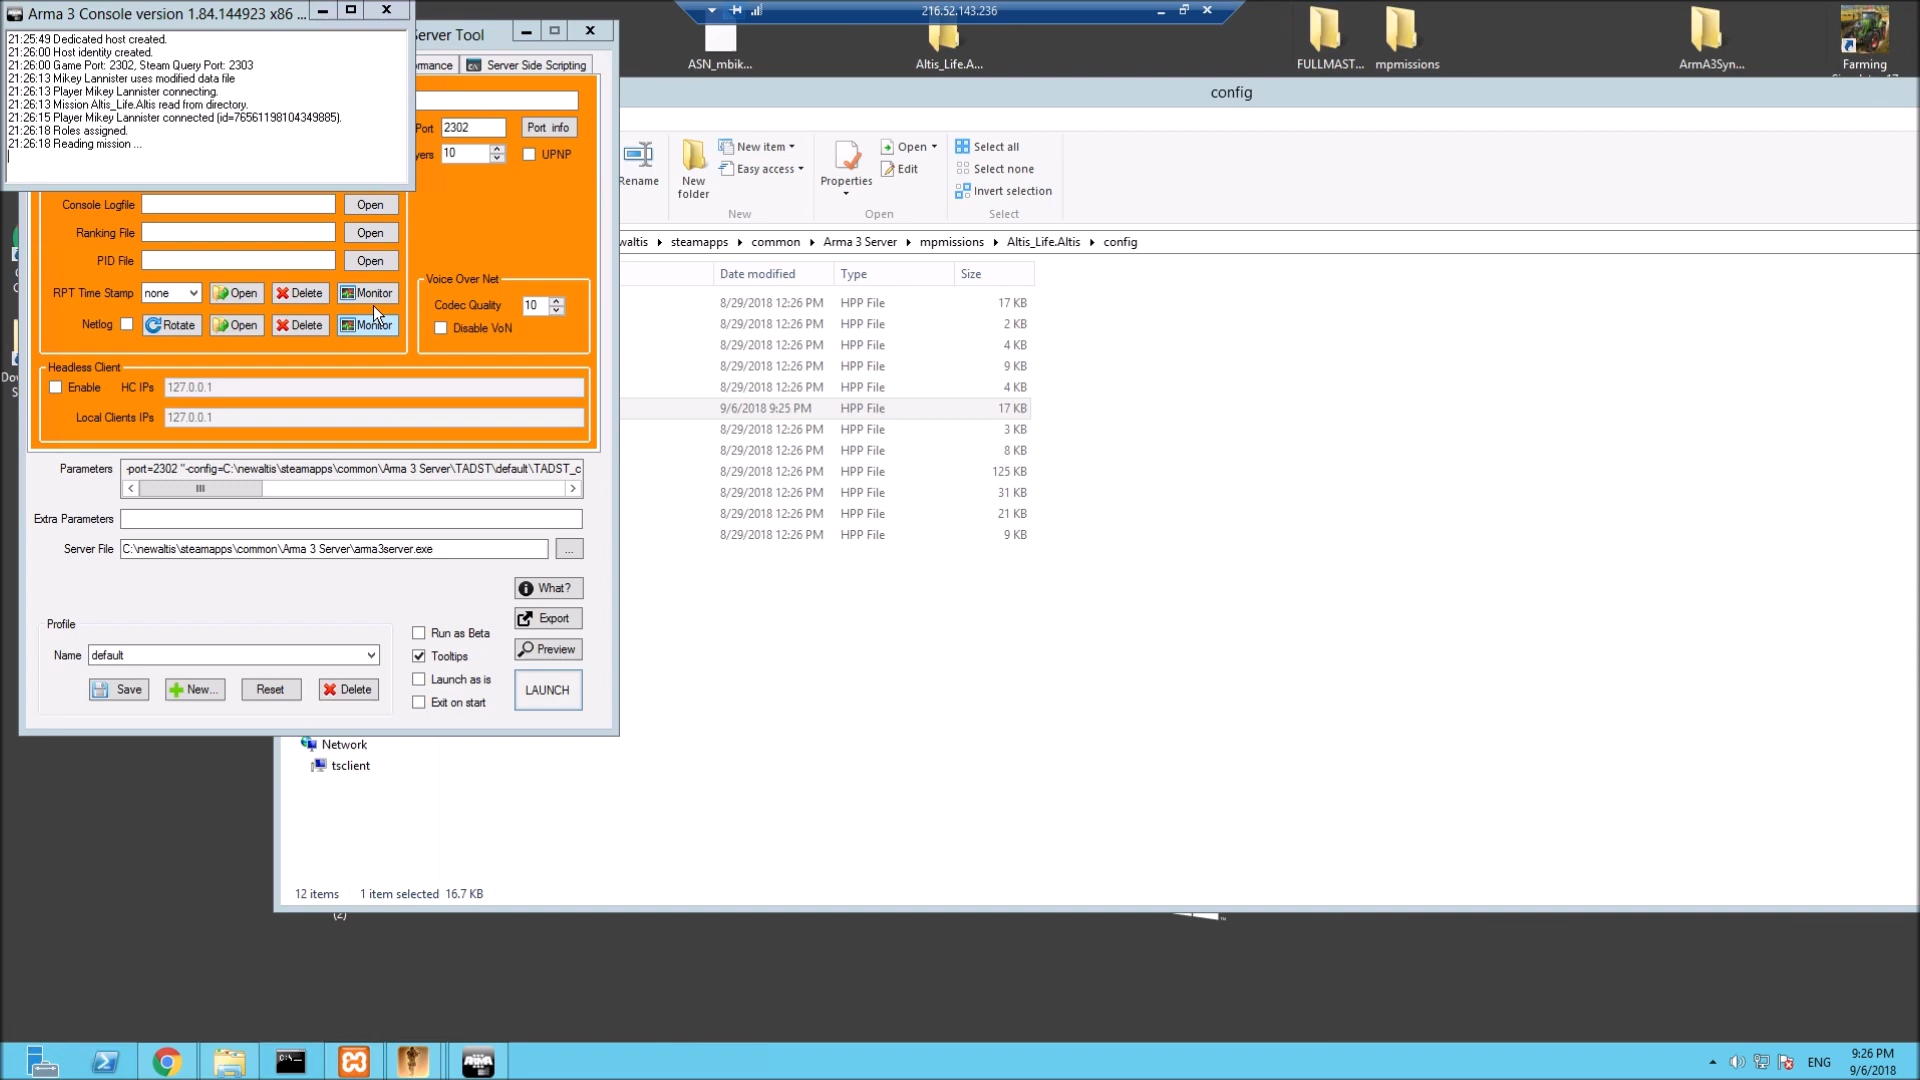 Arma 3 Console version 1.84.144923 x86 ...
21:25:49 Dedicated host created.
21:26:00 Host identity created.
21:26:00 Game Port: 2302, Steam Query Port: 2303
21:26:13 Mikey Lannister uses modified data file
21:26:13 Player Mikey Lannister connecting.
21:26:13 Mission Altis_Life.Altis read from directory.
21:26:15 Player Mikey Lannister connected (id=76561198104349885).
21:26:18 Roles assigned.
21:26:18 Reading mission ...
Server Tool
Server Side Scripting
Port 2302 Port info
10 UPNP
Console Logfile Open
Ranking File Open
PID File Open
RPT Time Stamp none Open Delete Monitor
Netlog Rotate Open Delete Monitor
Voice Over Net
Codec Quality 10
Disable VoN
Headless Client
Enable HC IPs 127.0.0.1
Local Clients IPs 127.0.0.1
Parameters -port=2302 "-config=C:\newaltis\steamapps\common\Arma 3 Server\TADST\default\TADST_c
Extra Parameters
Server File C:\newaltis\steamapps\common\Arma 3 Server\arma3server.exe ...
What?
Export
Preview
LAUNCH
Profile
Name default
Save New... Reset Delete
Run as Beta
Tooltips
Launch as is
Exit on start
216.52.143.236
ASN_mbik...
Altis_Life.A...
FULLMAST...
mpmissions
ArmA3Syn...
Farming
config
Rename
New folder
New item
Easy access
New
Properties
Open
Edit
Open
Select all
Select none
Invert selection
Select
steamapps common Arma 3 Server mpmissions Altis_Life.Altis config
Date modified Type Size
8/29/2018 12:26 PM HPP File 17 KB
8/29/2018 12:26 PM HPP File 2 KB
8/29/2018 12:26 PM HPP File 4 KB
8/29/2018 12:26 PM HPP File 9 KB
8/29/2018 12:26 PM HPP File 4 KB
9/6/2018 9:25 PM HPP File 17 KB
8/29/2018 12:26 PM HPP File 3 KB
8/29/2018 12:26 PM HPP File 8 KB
8/29/2018 12:26 PM HPP File 125 KB
8/29/2018 12:26 PM HPP File 31 KB
8/29/2018 12:26 PM HPP File 21 KB
8/29/2018 12:26 PM HPP File 9 KB
Network
tsclient
12 items 1 item selected 16.7 KB
(2)
ENG
9:26 PM
9/6/2018